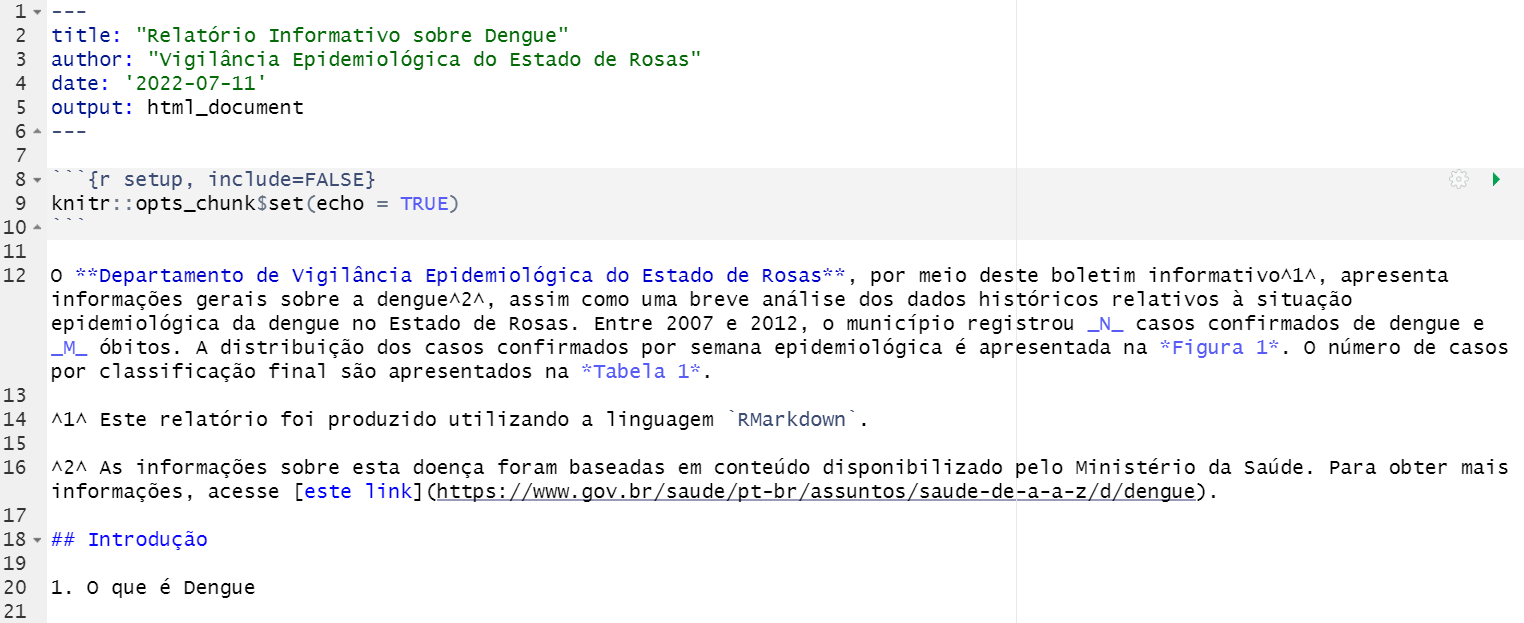 1 ---
2 title: "Relatório Informativo sobre Dengue"
3 author: "Vigilância Epidemiológica do Estado de Rosas"
4 date: '2022-07-11'
5 output: html_document
6 ---
7
8 ```{r setup, include=FALSE}
9 knitr::opts_chunk$set(echo = TRUE)
10 ```
11
12 O **Departamento de Vigilância Epidemiológica do Estado de Rosas**, por meio deste boletim informativo^1^, apresenta
informações gerais sobre a dengue^2^, assim como uma breve análise dos dados históricos relativos à situação
epidemiológica da dengue no Estado de Rosas. Entre 2007 e 2012, o município registrou _N_ casos confirmados de dengue e
_M_ óbitos. A distribuição dos casos confirmados por semana epidemiológica é apresentada na *Figura 1*. O número de casos
por classificação final são apresentados na *Tabela 1*.
13
14 ^1^ Este relatório foi produzido utilizando a linguagem `RMarkdown`.
15
16 ^2^ As informações sobre esta doença foram baseadas em conteúdo disponibilizado pelo Ministério da Saúde. Para obter mais
informações, acesse [este link](https://www.gov.br/saude/pt-br/assuntos/saude-de-a-a-z/d/dengue).
17
18 ## Introdução
19
20 1. O que é Dengue
21